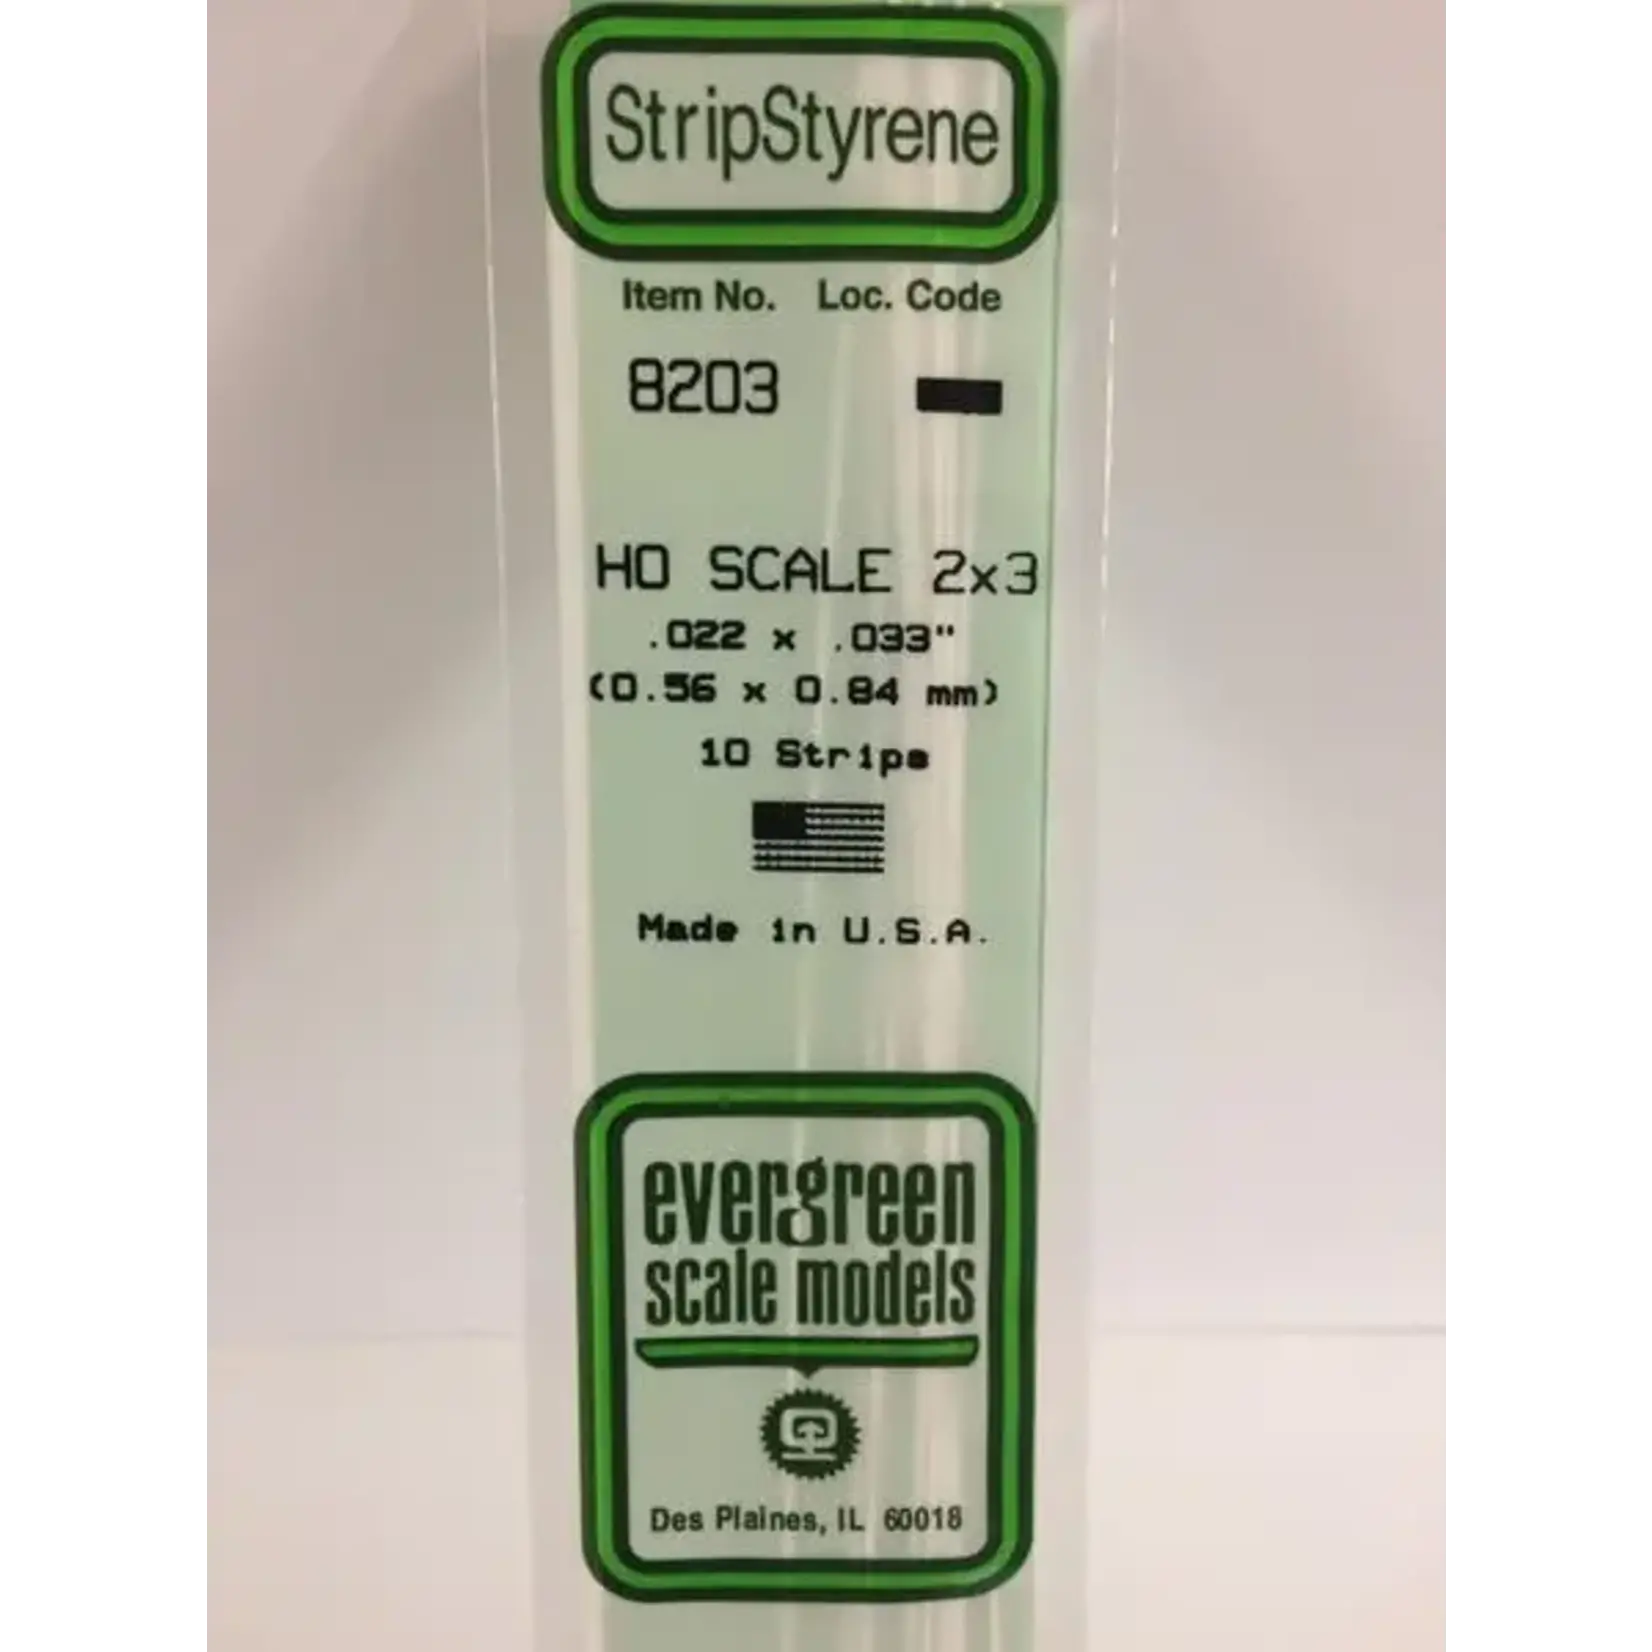 StripStyrene
Item No. Loc. Code
8203
HO SCALE 2x3
.022 x .033"
(0.56 x 0.84 mm)
10 Strips
Made in U.S.A.
evergreen
scale models
Des Plaines, IL 60018